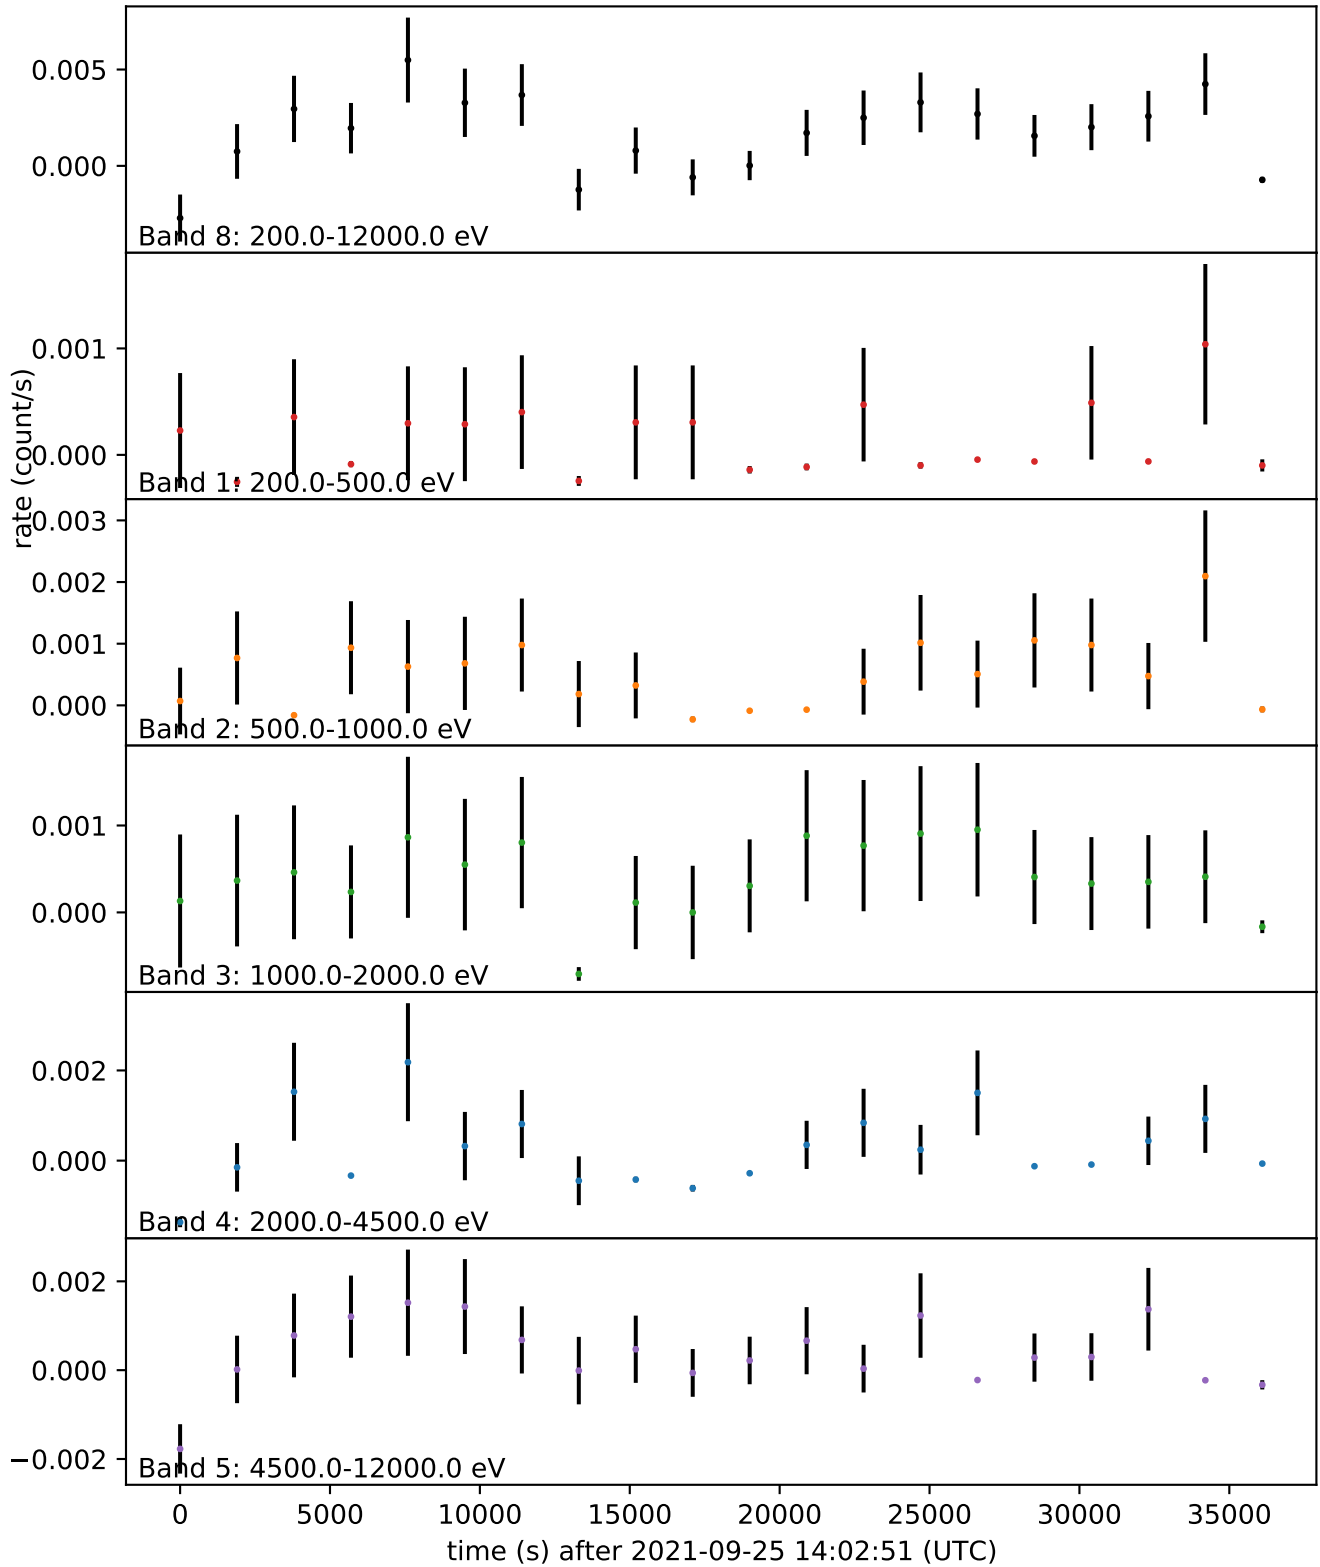 0.005
0.000
Band 8: 200.0-12000.0 eV
0.001
0.000
Band 1: 200.0-500.0 eV
rate (count/s)
0.003
0.002
0.001
0.000
Band 2: 500.0-1000.0 eV
0.001
0.000
Band 3: 1000.0-2000.0 eV
0.002
0.000
Band 4: 2000.0-4500.0 eV
0.002
0.000
−0.002
Band 5: 4500.0-12000.0 eV
0 5000 10000 15000 20000 25000 30000 35000
time (s) after 2021-09-25 14:02:51 (UTC)